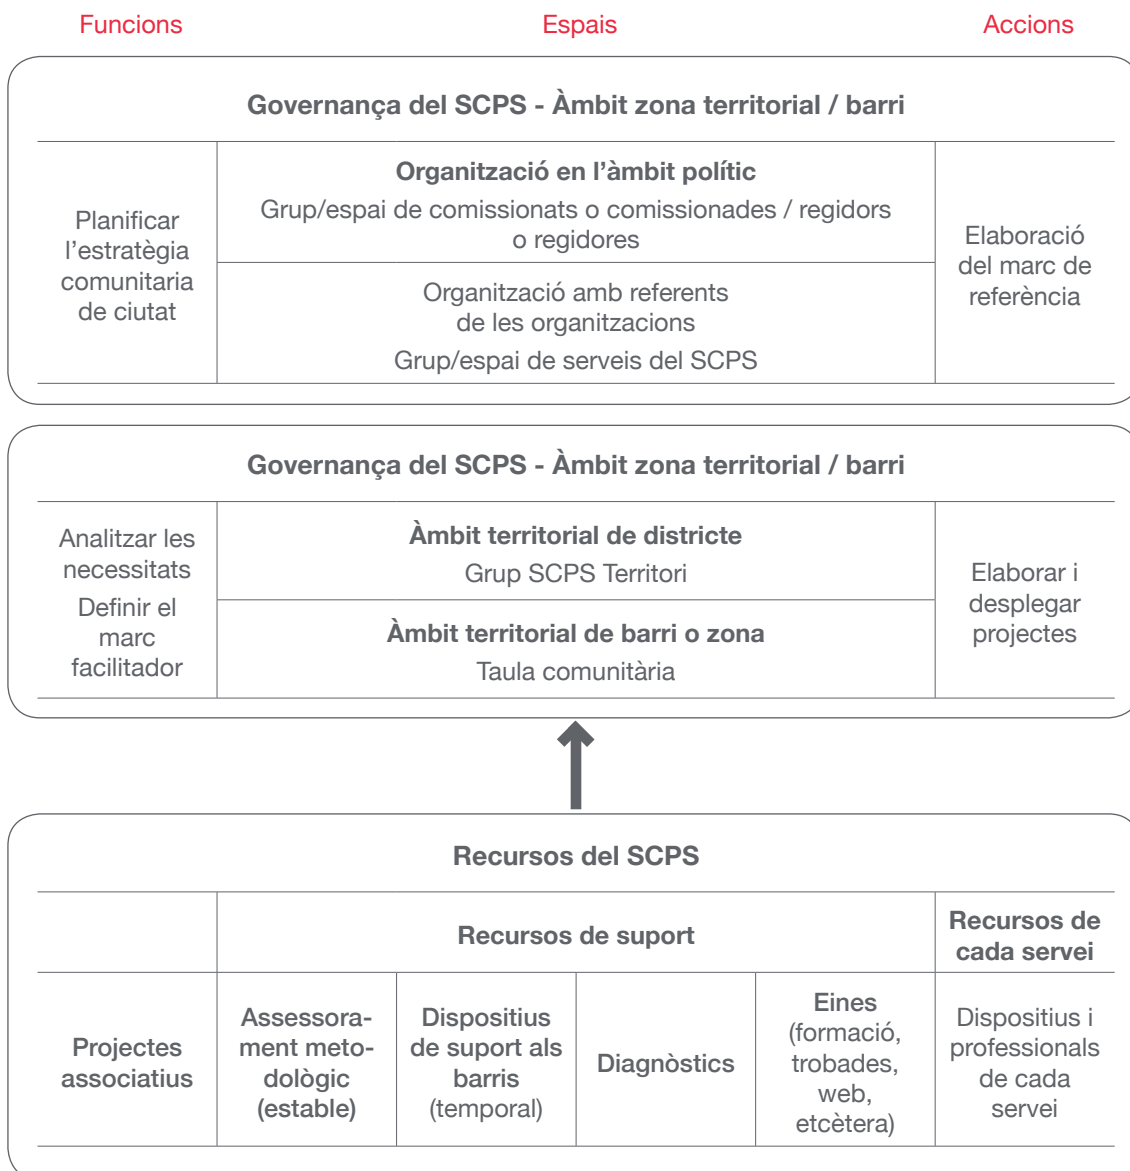 Funcions
Espais
Accions
Governança del SCPS - Àmbit zona territorial / barri
Planificar
l'estratègia
comunitaria
de ciutat
Organització en l'àmbit polític
Grup/espai de comissionats o comissionades / regidors
o regidores
Organització amb referents
de les organitzacions
Grup/espai de serveis del SCPS
Elaboració
del marc de
referència
Governança del SCPS - Àmbit zona territorial / barri
Analitzar les
necessitats
Definir el
marc
facilitador
Àmbit territorial de districte
Grup SCPS Territori
Àmbit territorial de barri o zona
Taula comunitària
Elaborar i
desplegar
projectes
Recursos del SCPS
Recursos de suport
Recursos de
cada servei
Projectes
associatius
Assessora-
ment meto-
dològic
(estable)
Dispositius
de suport als
barris
(temporal)
Diagnòstics
Eines
(formació,
trobades,
web,
etcètera)
Dispositius i
professionals
de cada
servei